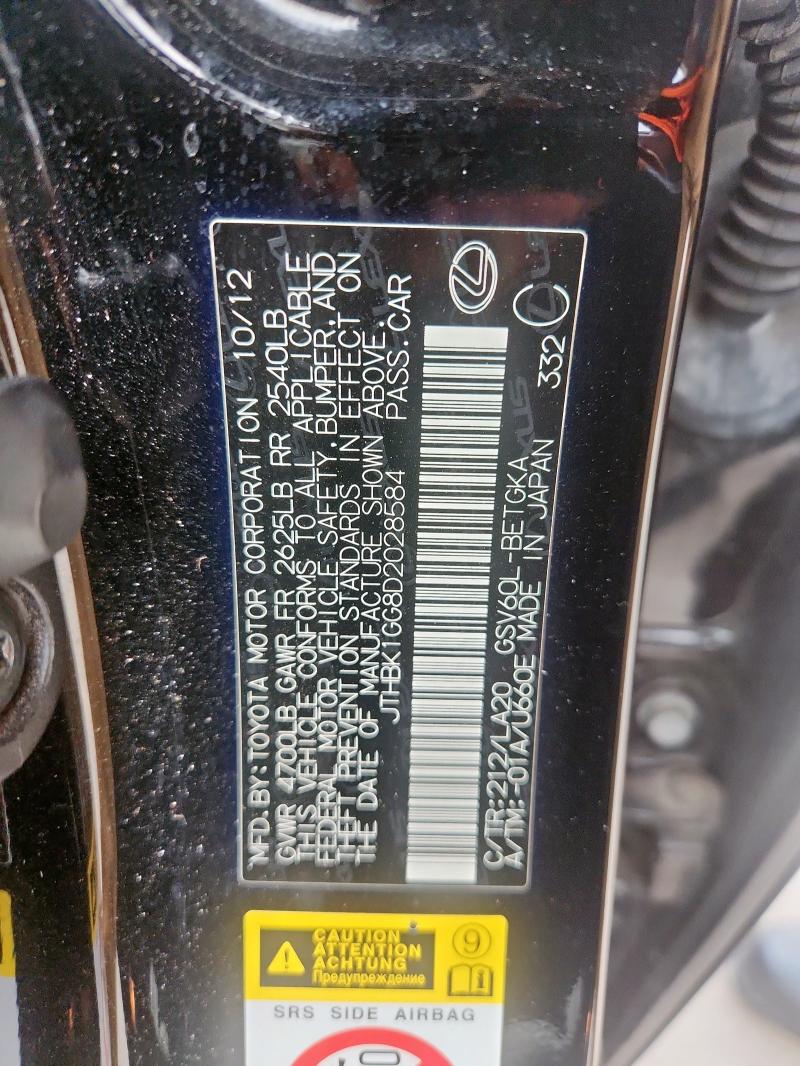 MFD. BY: TOYOTA MOTOR CORPORATION 10/12
GVWR 4700LB GAWR FR 2625LB RR 2540LB
THIS VEHICLE CONFORMS TO ALL APPLICABLE
FEDERAL MOTOR VEHICLE SAFETY, BUMPER, AND
THEFT PREVENTION STANDARDS IN EFFECT ON
THE DATE OF MANUFACTURE SHOWN ABOVE.
JTHBK1GG8D2028584 PASS. CAR
C/TR: 212/LA20 GSV60L-BETGKA
A/TM: -01A/U660E MADE IN JAPAN 332
CAUTION
ATTENTION
ACHTUNG
Предупреждение
9
i
SRS SIDE AIRBAG